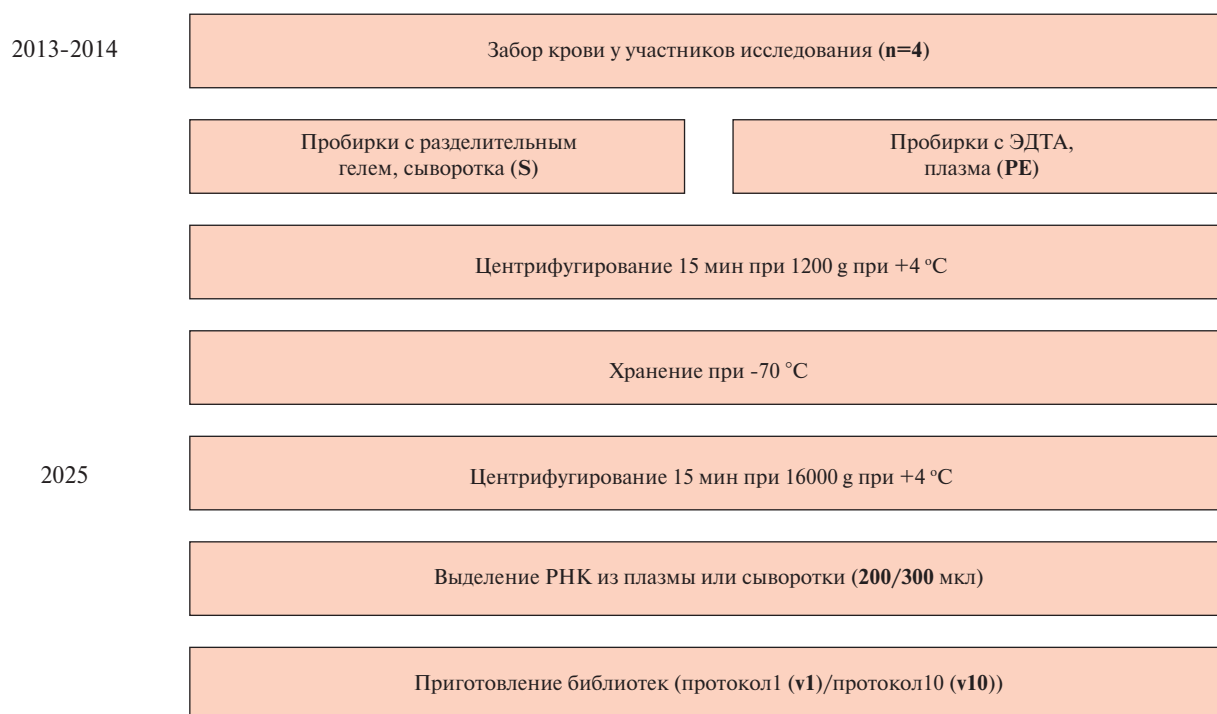 2013-2014
Забор крови у участников исследования (n=4)
Пробирки с разделительным
гелем, сыворотка (S)
Пробирки с ЭДТА,
плазма (PE)
Центрифугирование 15 мин при 1200 g при +4 °C
Хранение при -70 °C
2025
Центрифугирование 15 мин при 16000 g при +4 °C
Выделение РНК из плазмы или сыворотки (200/300 мкл)
Приготовление библиотек (протокол1 (v1)/протокол10 (v10))